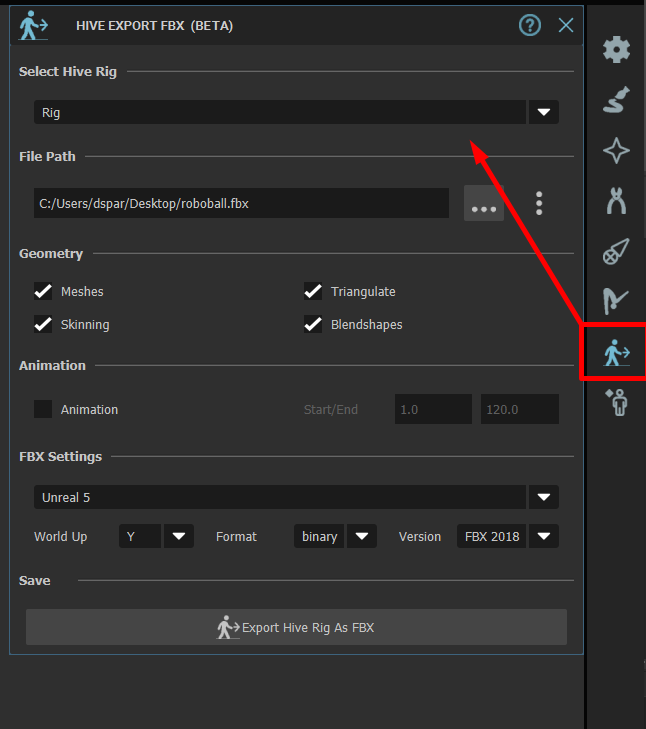 HIVE EXPORT FBX (BETA)
Select Hive Rig
Rig
File Path
C:/Users/dspar/Desktop/roboball.fbx
...
Geometry
Meshes Triangulate
Skinning Blendshapes
Animation
Animation Start/End 1.0 120.0
FBX Settings
Unreal 5
World Up Y Format binary Version FBX 2018
Save
Export Hive Rig As FBX